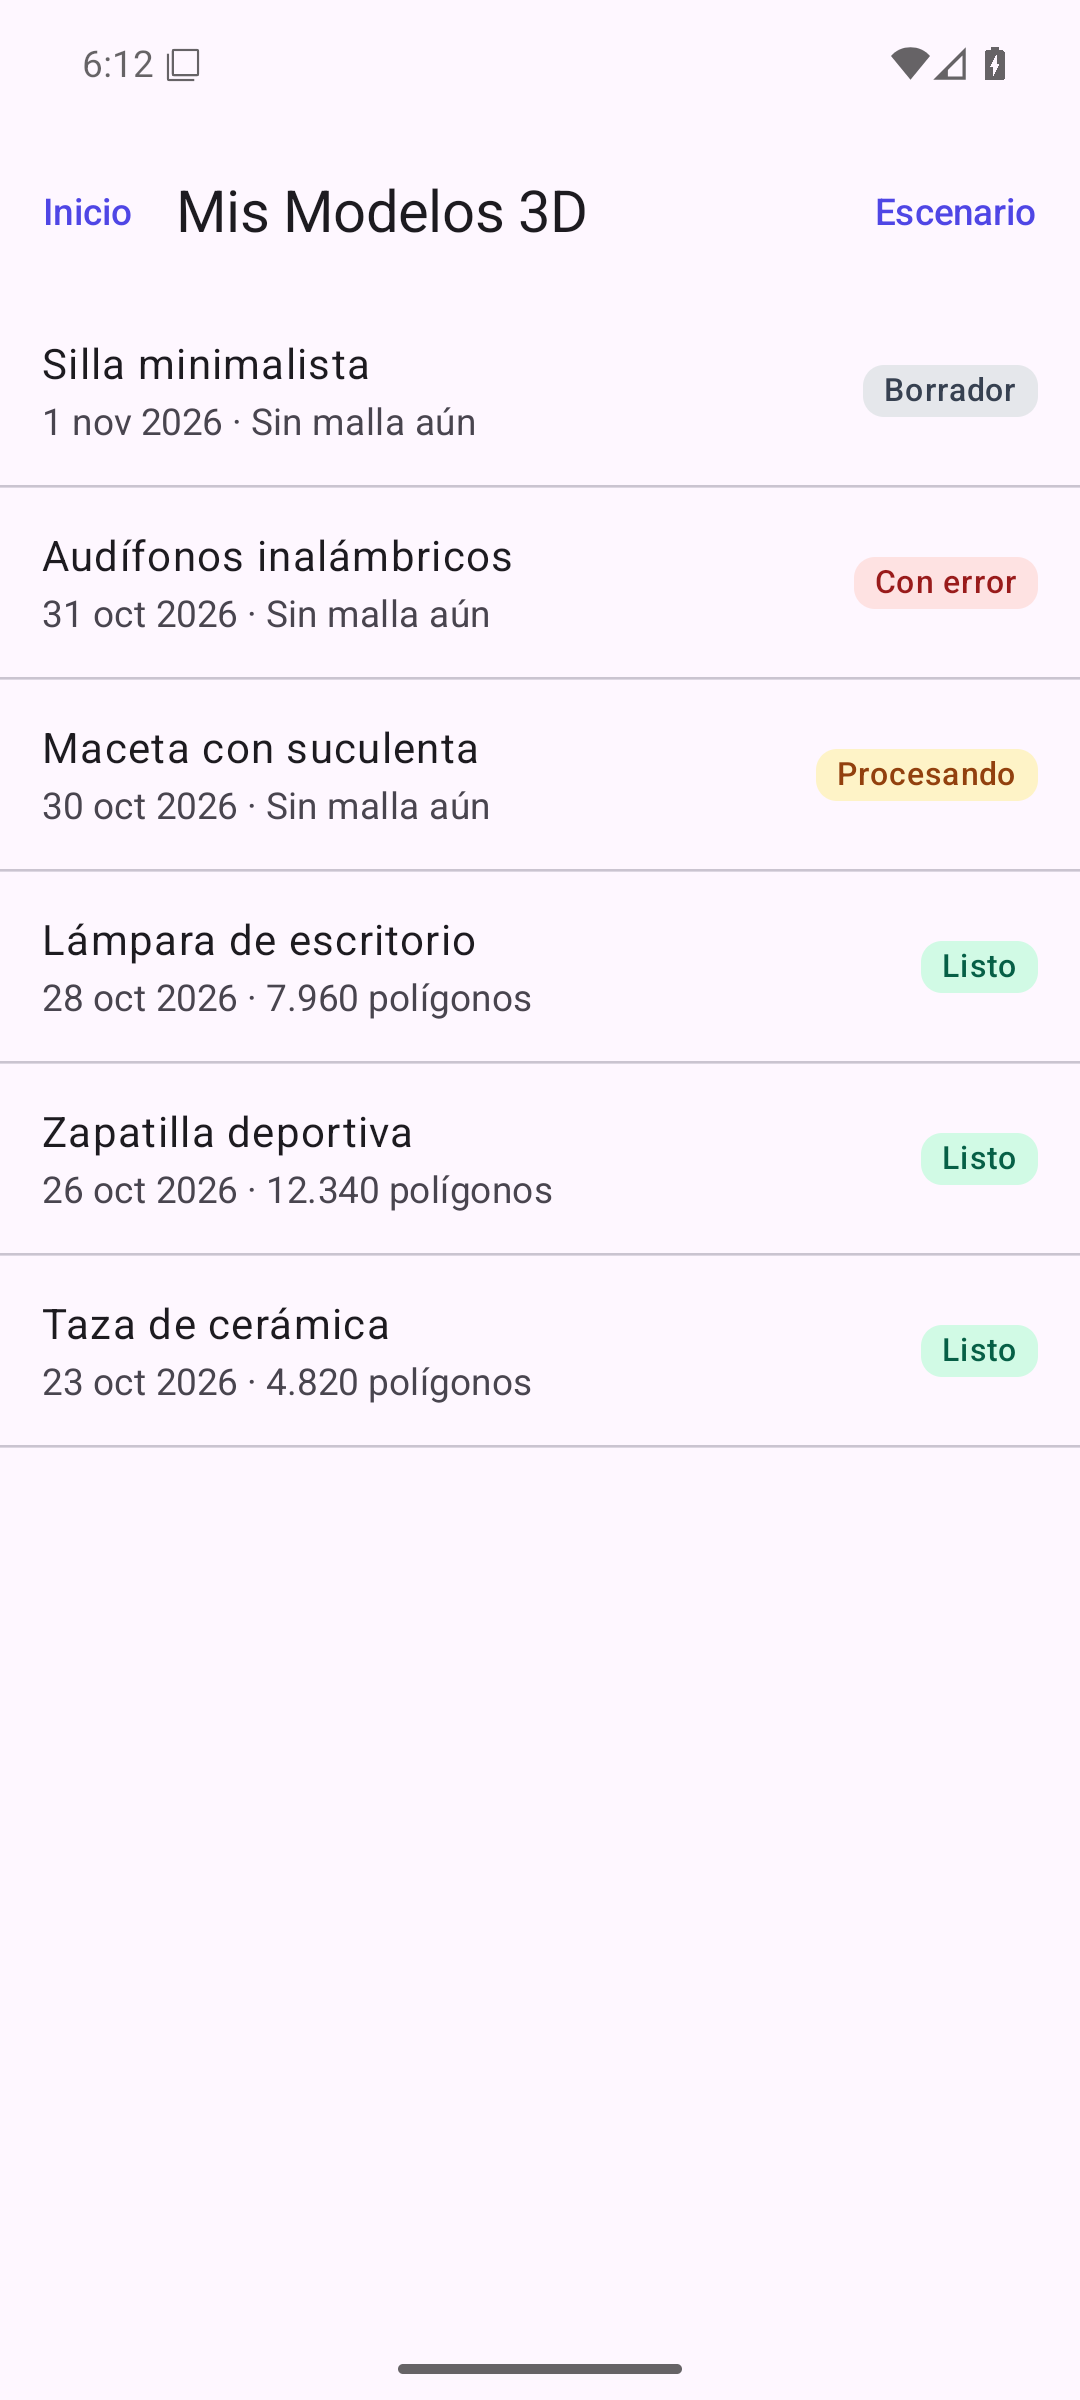 6:12
Inicio Mis Modelos 3D Escenario
Silla minimalista
1 nov 2026 · Sin malla aún
Borrador
Audífonos inalámbricos
31 oct 2026 · Sin malla aún
Con error
Maceta con suculenta
30 oct 2026 · Sin malla aún
Procesando
Lámpara de escritorio
28 oct 2026 · 7.960 polígonos
Listo
Zapatilla deportiva
26 oct 2026 · 12.340 polígonos
Listo
Taza de cerámica
23 oct 2026 · 4.820 polígonos
Listo